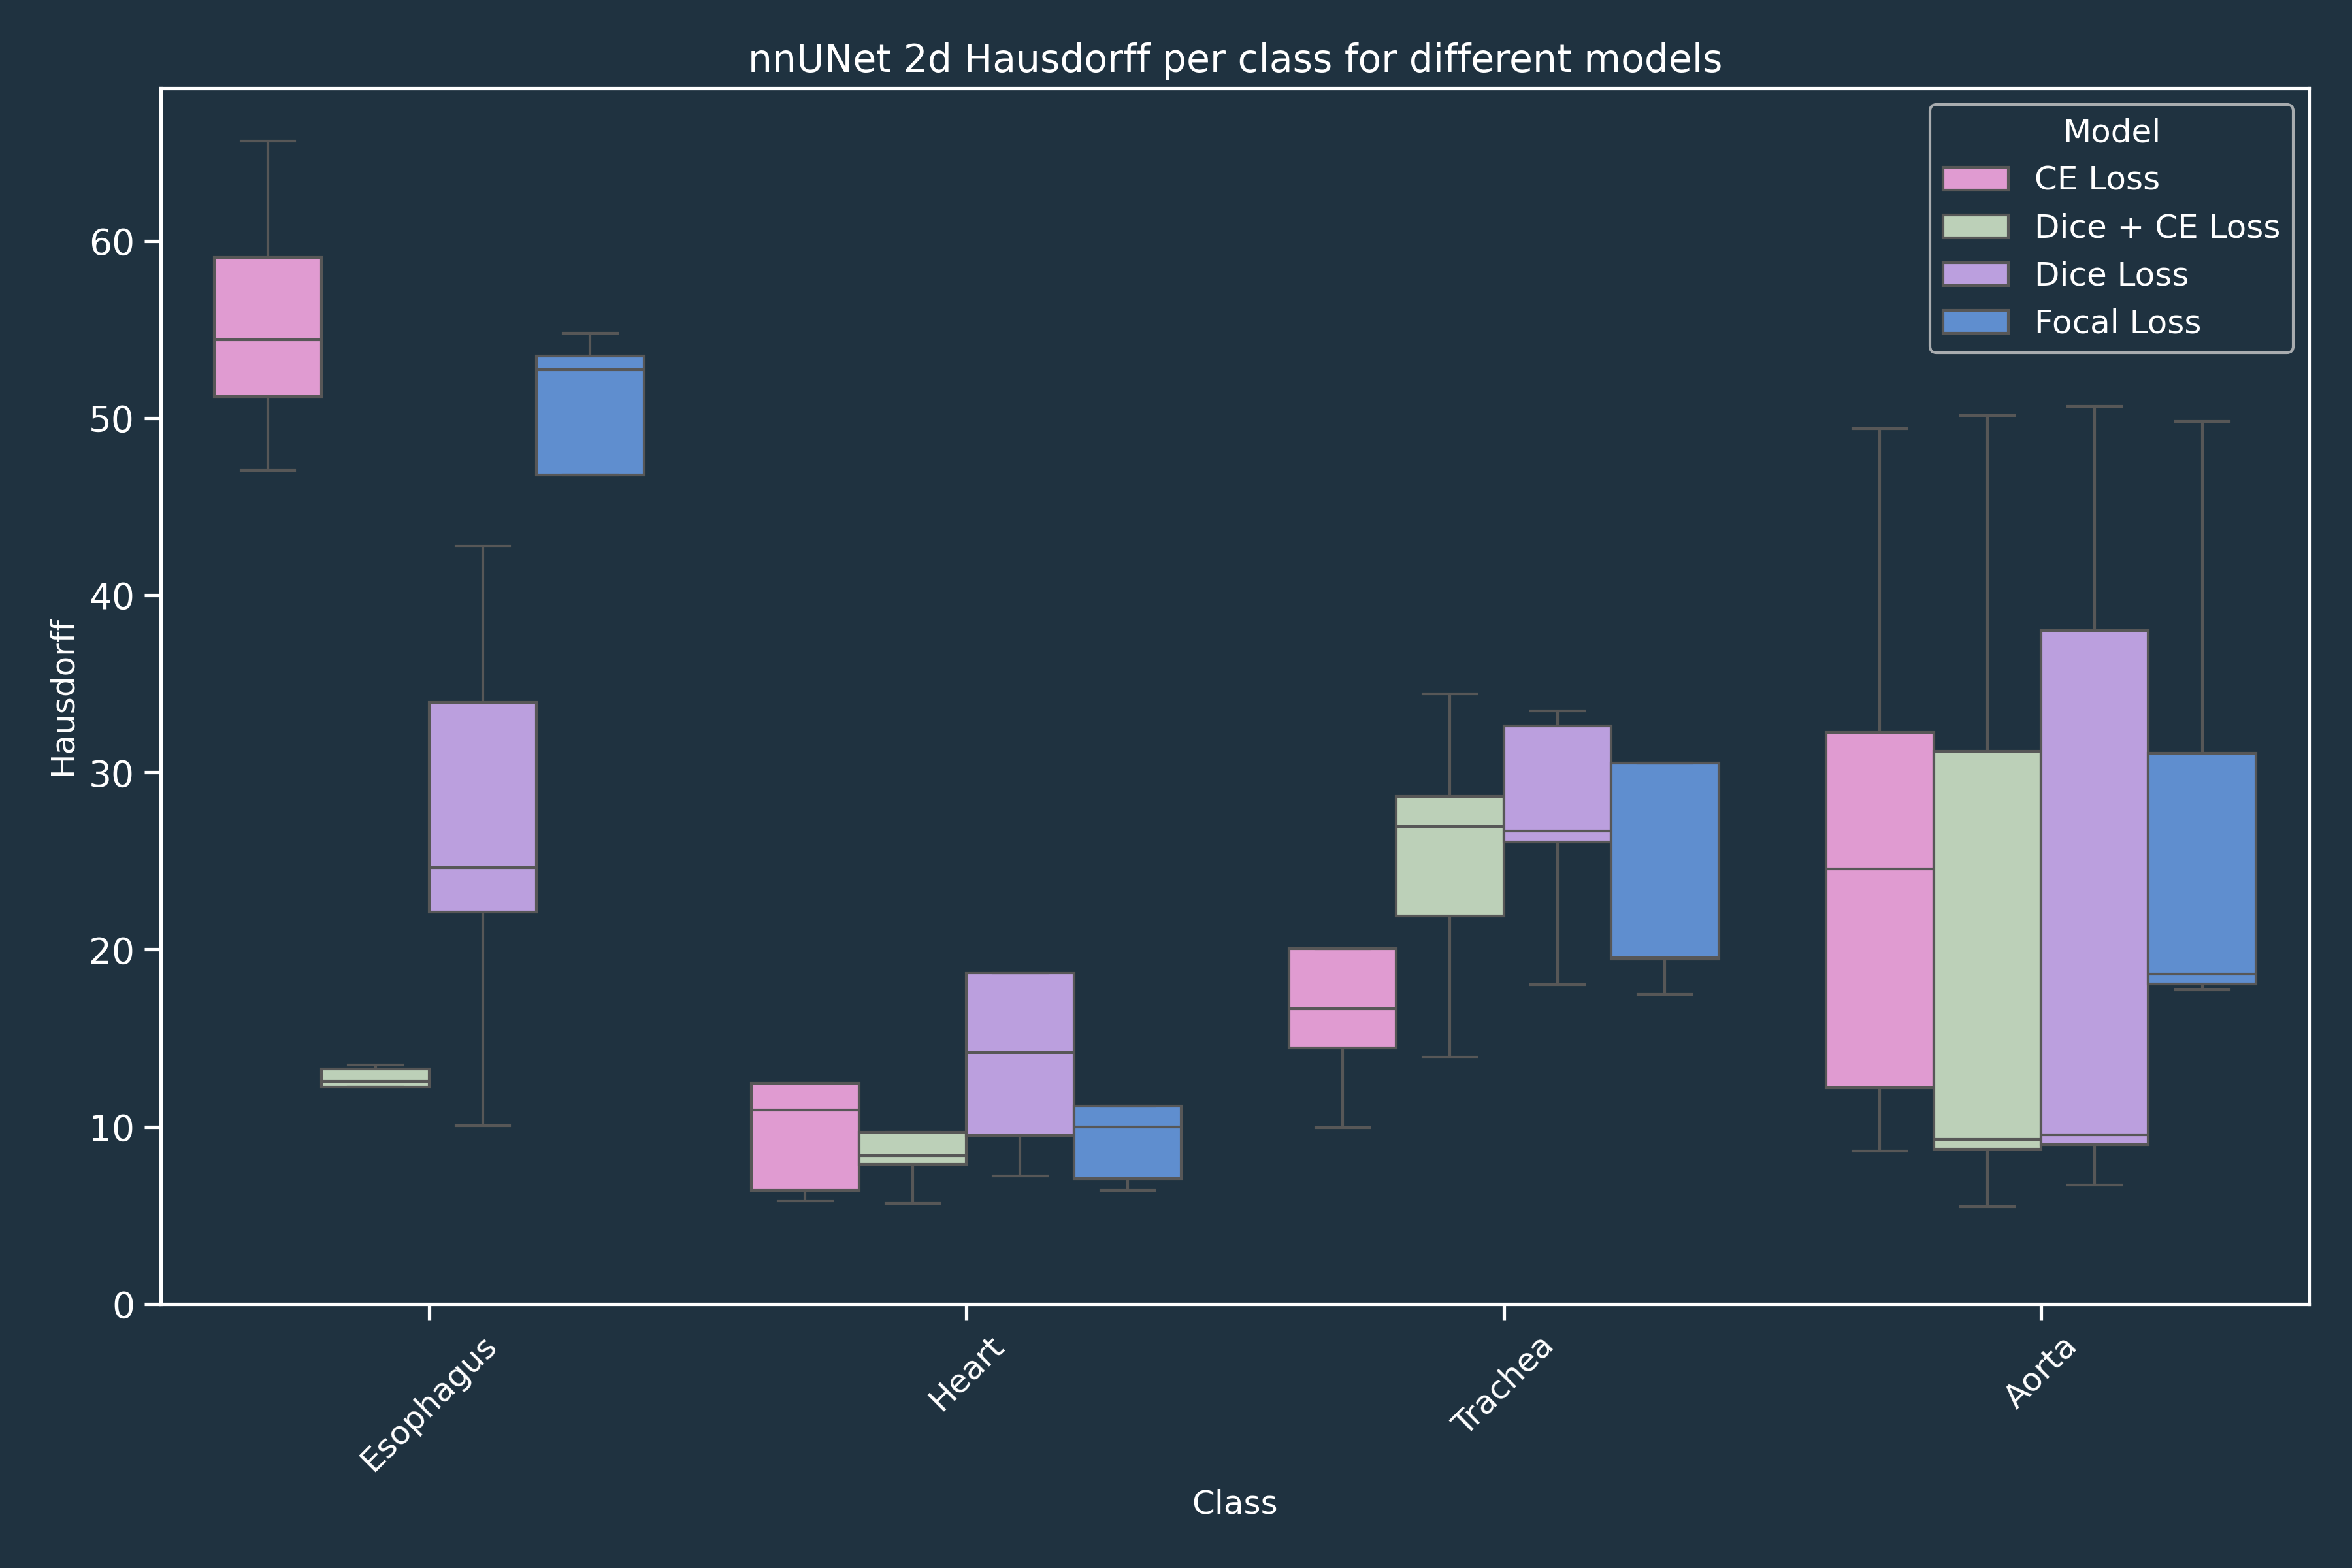 nnUNet 2d Hausdorff per class for different models
Model
CE Loss
Dice + CE Loss
Dice Loss
Focal Loss
Hausdorff
60
50
40
30
20
10
0
Esophagus
Heart
Trachea
Aorta
Class